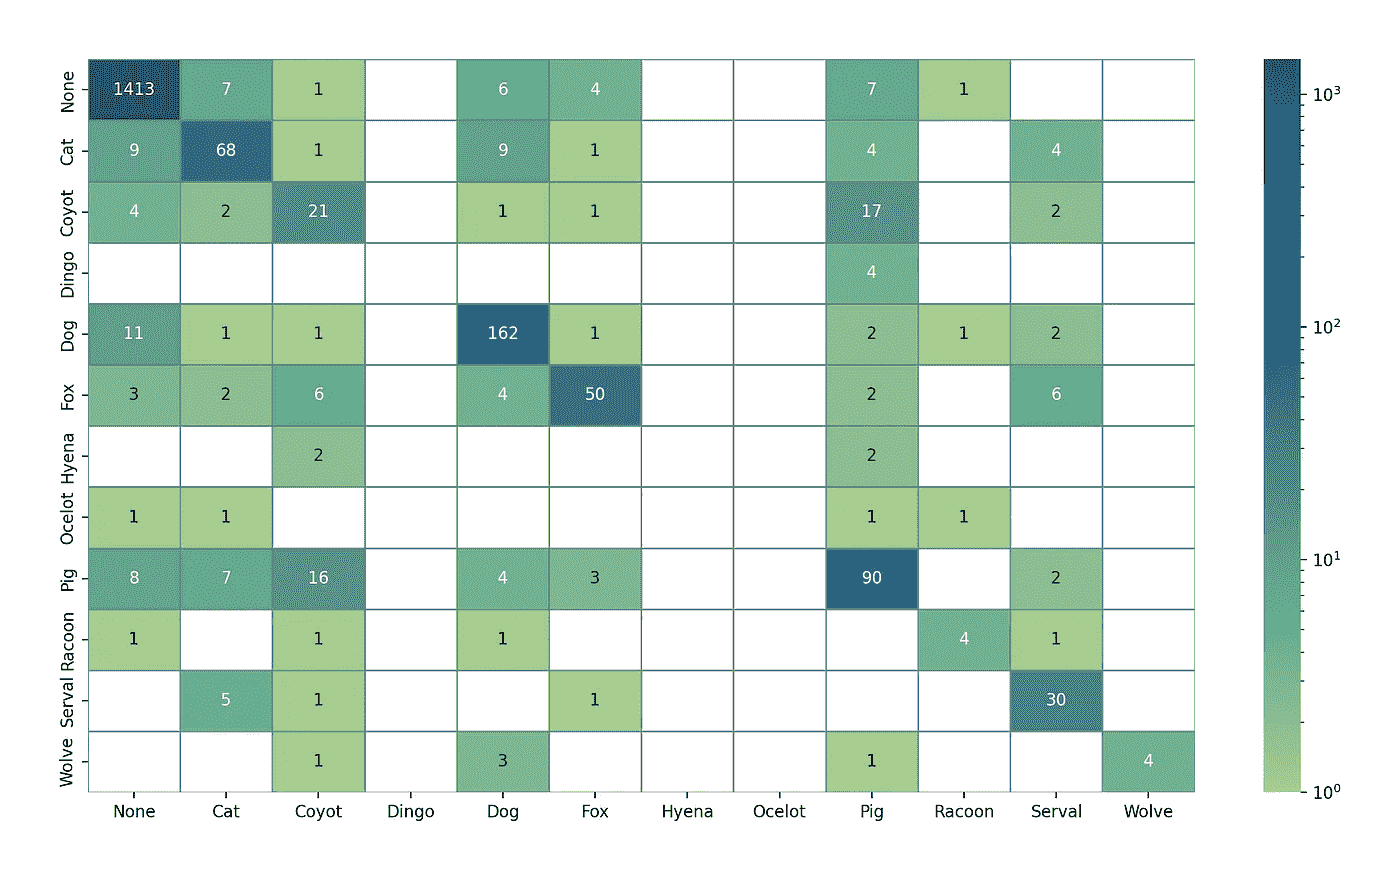 None 1413 7 1 6 4 7 1 10³
Cat 9 68 1 9 1 4 4
Coyot 4 2 21 1 1 17 2
Dingo 4
Dog 11 1 1 162 1 2 1 2 10²
Fox 3 2 6 4 50 2 6
Hyena 2 2
Ocelot 1 1 1 1
Pig 8 7 16 4 3 90 2 10¹
Racoon 1 1 1 4 1
Serval 5 1 1 30
Wolve 1 3 1 4
10⁰
None Cat Coyot Dingo Dog Fox Hyena Ocelot Pig Racoon Serval Wolve